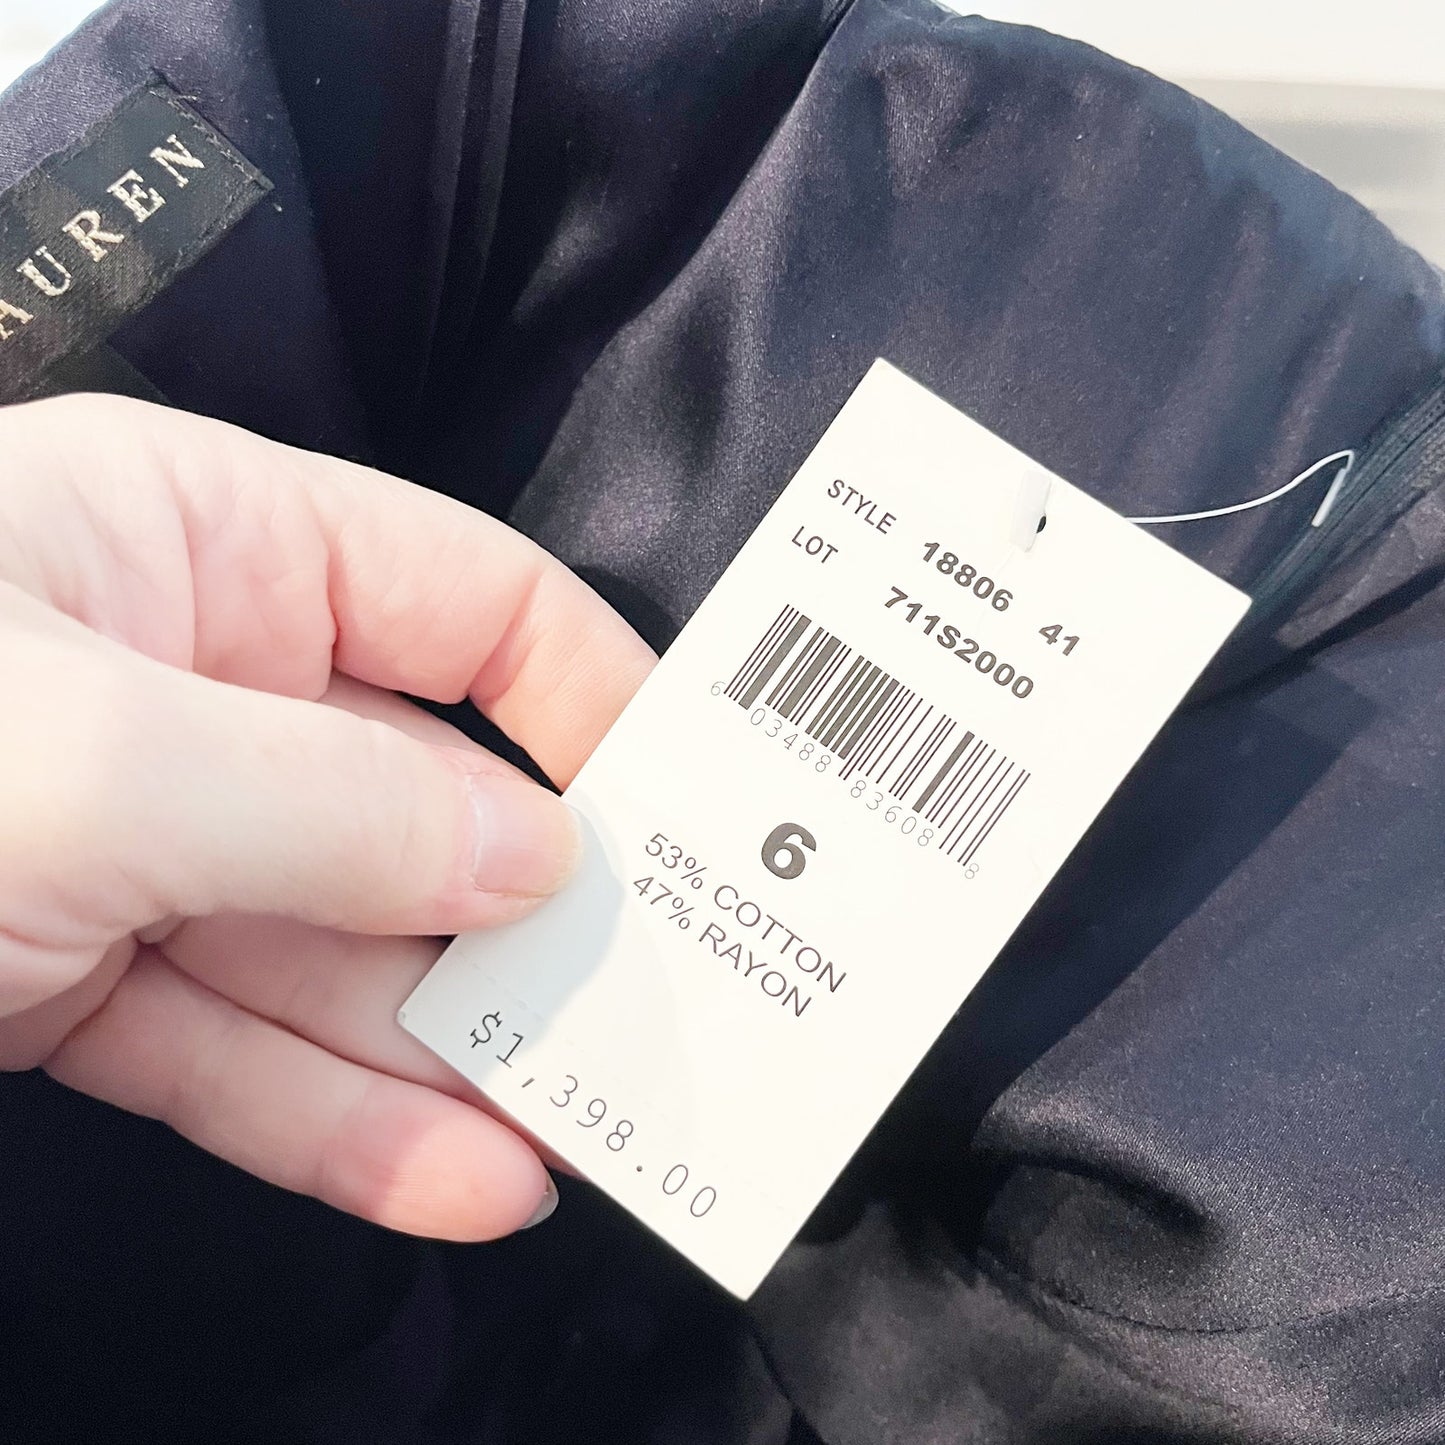 AUREN
STYLE 18806 41
LOT 711S2000
6 03488 83608 8
6
53% COTTON
47% RAYON
$1,398.00